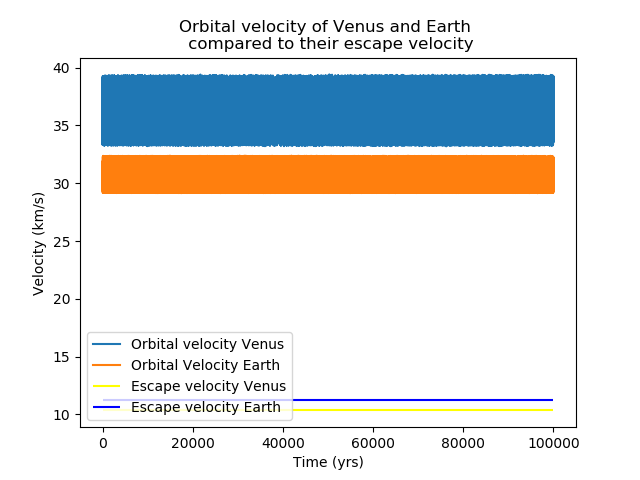 Orbital velocity of Venus and Earth
compared to their escape velocity
40
35
30
25
20
15
10
Velocity (km/s)
Orbital velocity Venus
Orbital Velocity Earth
Escape velocity Venus
Escape velocity Earth
0 20000 40000 60000 80000 100000
Time (yrs)